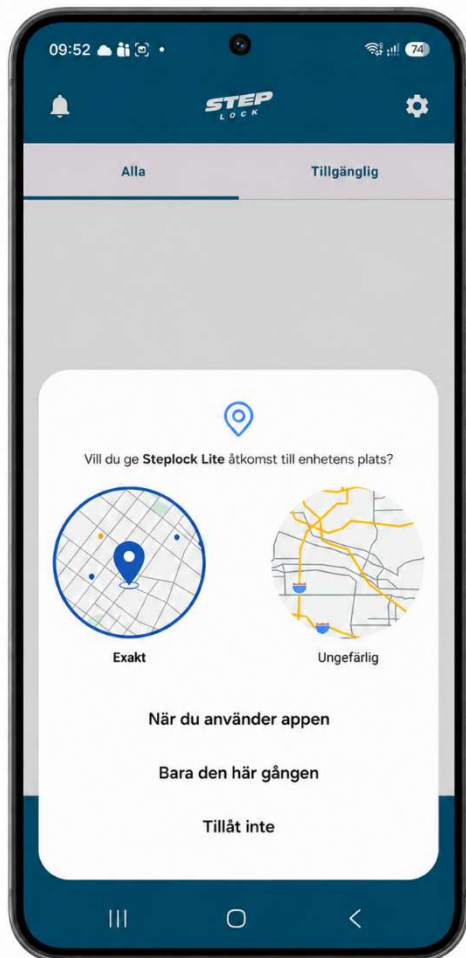 09:52
74
STEP
LOCK
Alla Tillgänglig
Vill du ge Steplock Lite åtkomst till enhetens plats?
Exakt Ungefärlig
När du använder appen
Bara den här gången
Tillåt inte